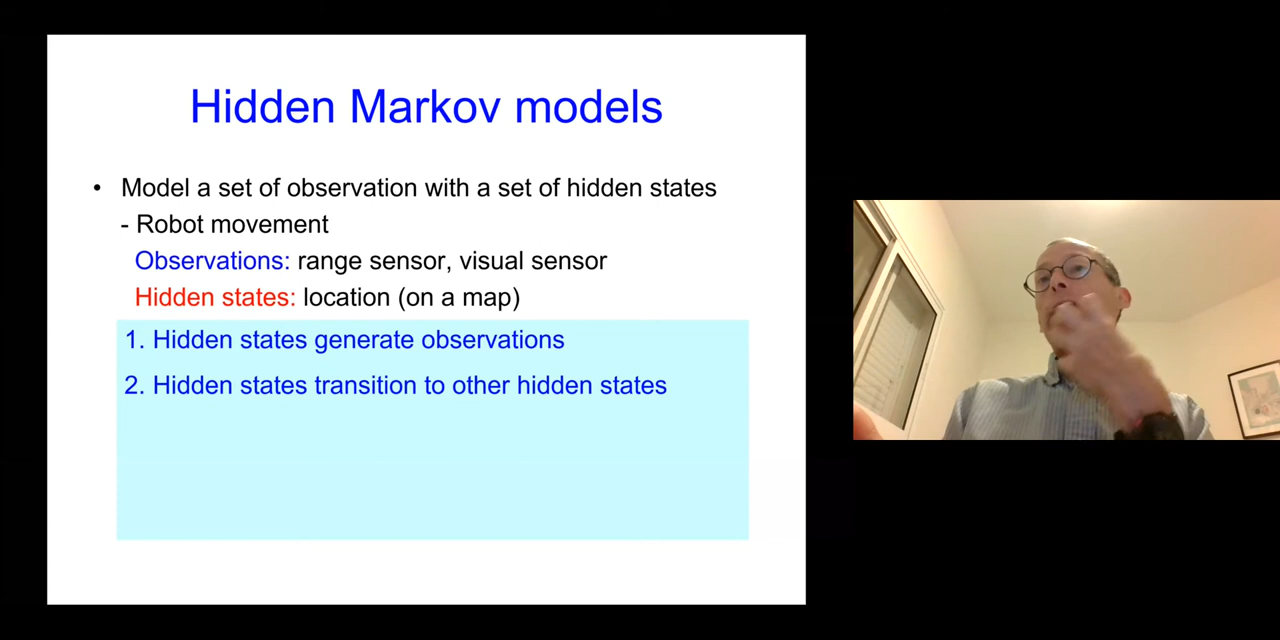 Hidden Markov models
• Model a set of observation with a set of hidden states
- Robot movement
Observations: range sensor, visual sensor
Hidden states: location (on a map)
1. Hidden states generate observations
2. Hidden states transition to other hidden states